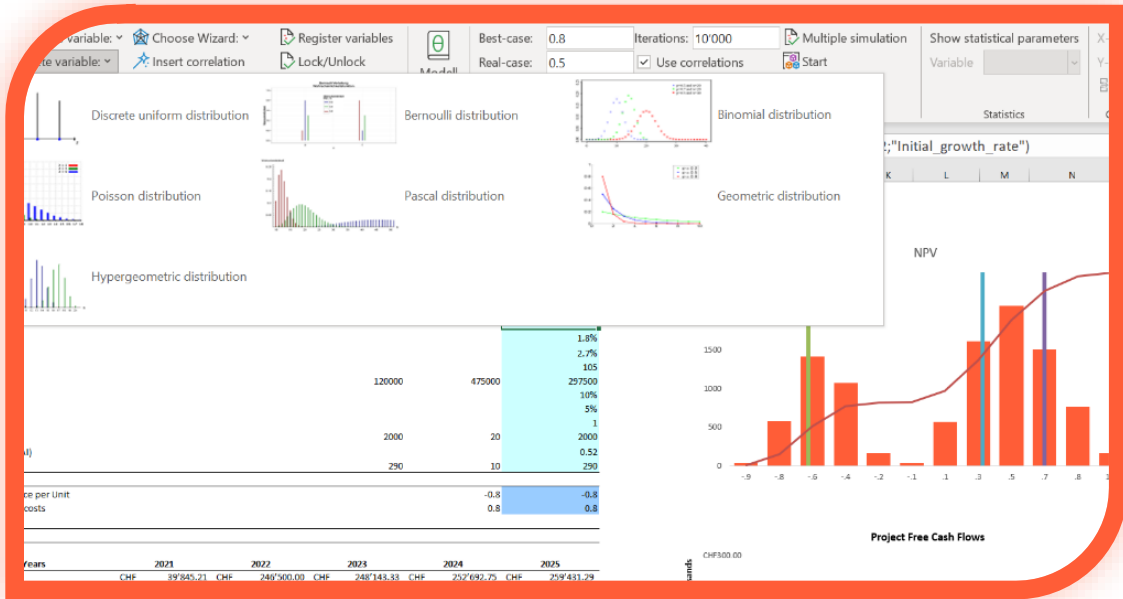 variable: Choose Wizard: Register variables Best-case: 0.8 Iterations: 10'000 Multiple simulation Show statistical parameters X-
te variable: Insert correlation Lock/Unlock Modell Real-case: 0.5 Use correlations Start Variable Y-
Statistics
Discrete uniform distribution Bernoulli distribution Binomial distribution
;"Initial_growth_rate")
K L M N
Poisson distribution Pascal distribution Geometric distribution
NPV
Hypergeometric distribution
1.8%
2.7%
105
120000 475000 297500
10%
5%
1
2000 20 2000
0.52
290 10 290
1500
1000
500
0
-.9 -.8 -.6 -.4 -.2 -.1 .1 .3 .5 .7 .8
ce per Unit -0.8 -0.8
costs 0.8 0.8
Project Free Cash Flows
CHF300.00
Years 2021 2022 2023 2024 2025
CHF 39'845.21 CHF 246'500.00 CHF 248'143.33 CHF 252'692.75 CHF 259'431.29